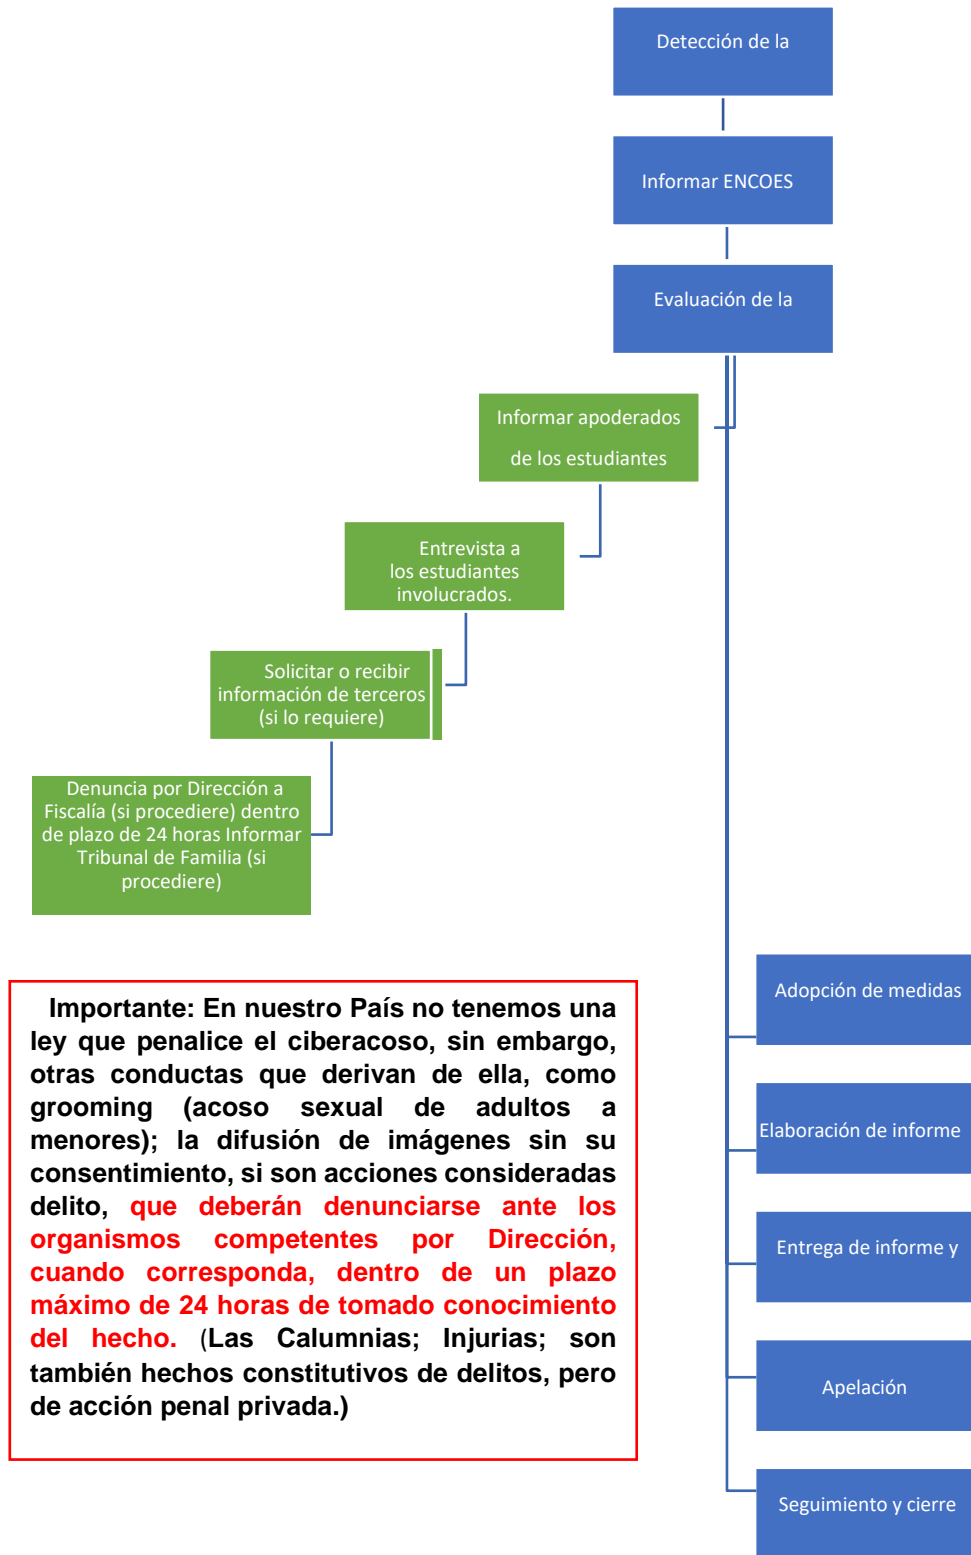 Detección de la
Informar ENCOES
Evaluación de la
Informar apoderados
de los estudiantes
Entrevista a
los estudiantes
involucrados.
Solicitar o recibir
información de terceros
(si lo requiere)
Denuncia por Dirección a
Fiscalía (si procediere) dentro
de plazo de 24 horas Informar
Tribunal de Familia (si
procediere)
Adopción de medidas
Elaboración de informe
Entrega de informe y
Apelación
Seguimiento y cierre
Importante: En nuestro País no tenemos una
ley que penalice el ciberacoso, sin embargo,
otras conductas que derivan de ella, como
grooming (acoso sexual de adultos a
menores); la difusión de imágenes sin su
consentimiento, si son acciones consideradas
delito, que deberán denunciarse ante los
organismos competentes por Dirección,
cuando corresponda, dentro de un plazo
máximo de 24 horas de tomado conocimiento
del hecho. (Las Calumnias; Injurias; son
también hechos constitutivos de delitos, pero
de acción penal privada.)